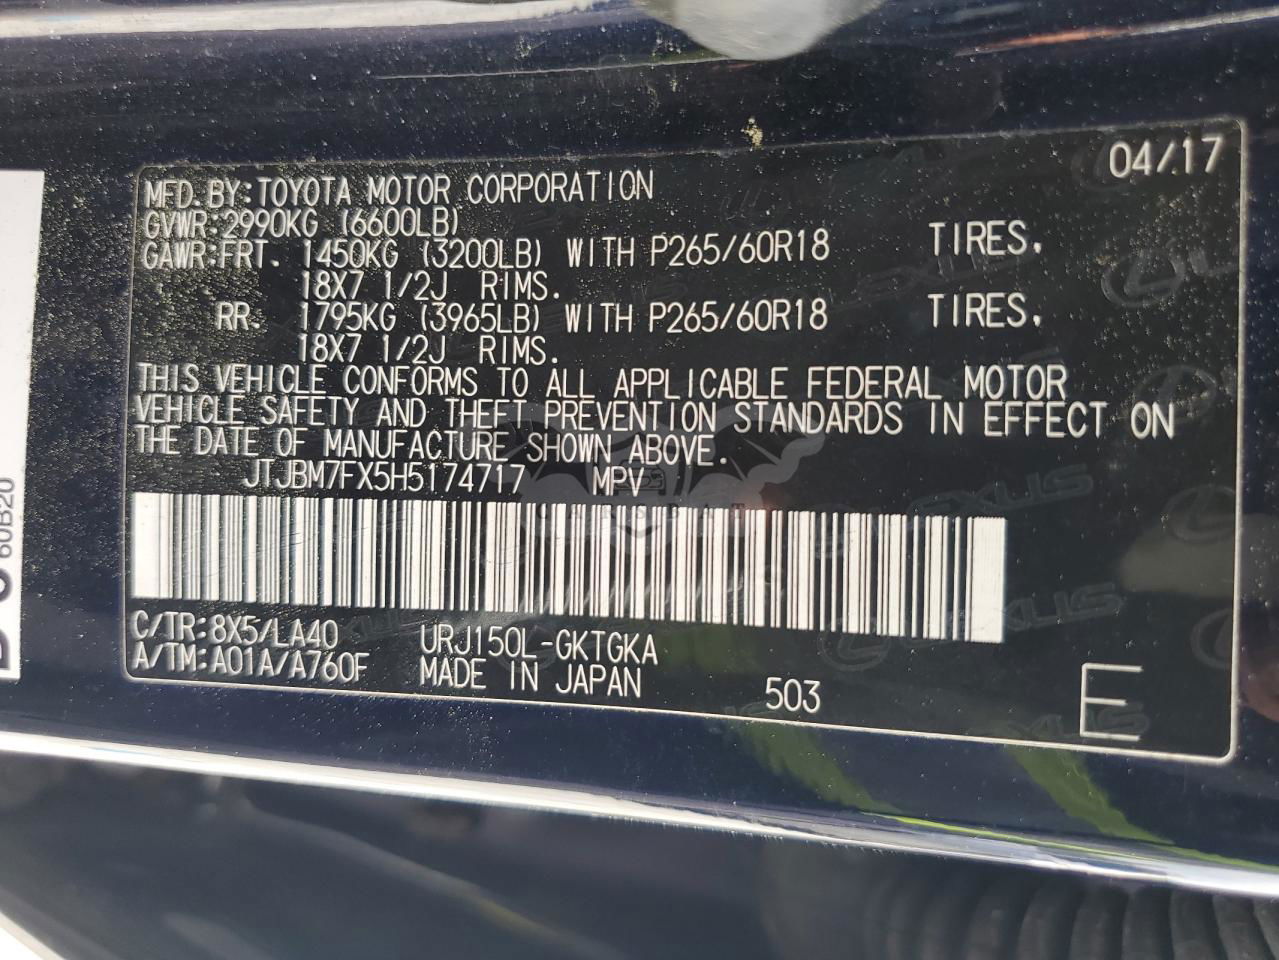 04/17
MFD. BY:TOYOTA MOTOR CORPORATION
GVWR:2990KG (6600LB)
GAWR:FRT. 1450KG (3200LB) WITH P265/60R18 TIRES.
18X7 1/2J RIMS.
RR. 1795KG (3965LB) WITH P265/60R18 TIRES.
18X7 1/2J RIMS.
THIS VEHICLE CONFORMS TO ALL APPLICABLE FEDERAL MOTOR
VEHICLE SAFETY AND THEFT PREVENTION STANDARDS IN EFFECT ON
THE DATE OF MANUFACTURE SHOWN ABOVE.
JTJBM7FX5H5174717 MPV
C/TR:8X5/LA40 URJ150L-GKTGKA
A/TM:A01A/A760F MADE IN JAPAN
503
E
60B20
LEXUS
LEXUS